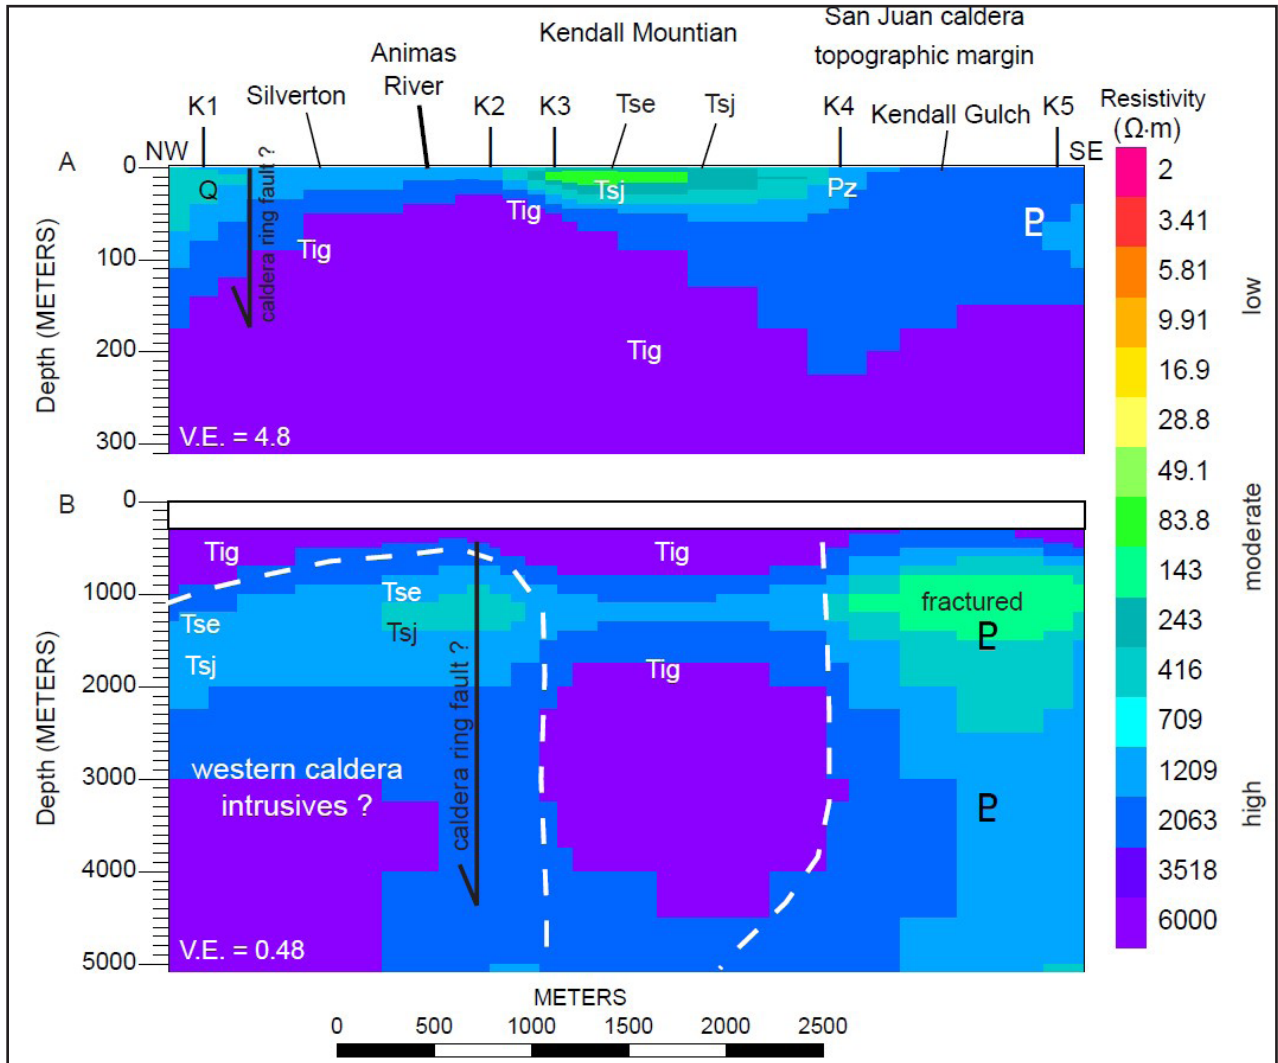 San Juan caldera
topographic margin
Kendall Mountian
Animas
River
K1
Silverton
K2
K3
Tse
Tsj
K4
Kendall Gulch
K5
Resistivity
(Ω·m)
A
NW
SE
0
100
200
300
Depth (METERS)
Q
caldera ring fault ?
Tig
Tig
Tsj
Pz
Tig
V.E. = 4.8
B
0
1000
2000
3000
4000
5000
Depth (METERS)
Tig
Tig
Tse
Tsj
Tse
Tsj
caldera ring fault ?
Tig
fractured
western caldera
intrusives ?
V.E. = 0.48
2
3.41
5.81
9.91
16.9
28.8
49.1
83.8
143
243
416
709
1209
2063
3518
6000
low
moderate
high
METERS
0 500 1000 1500 2000 2500